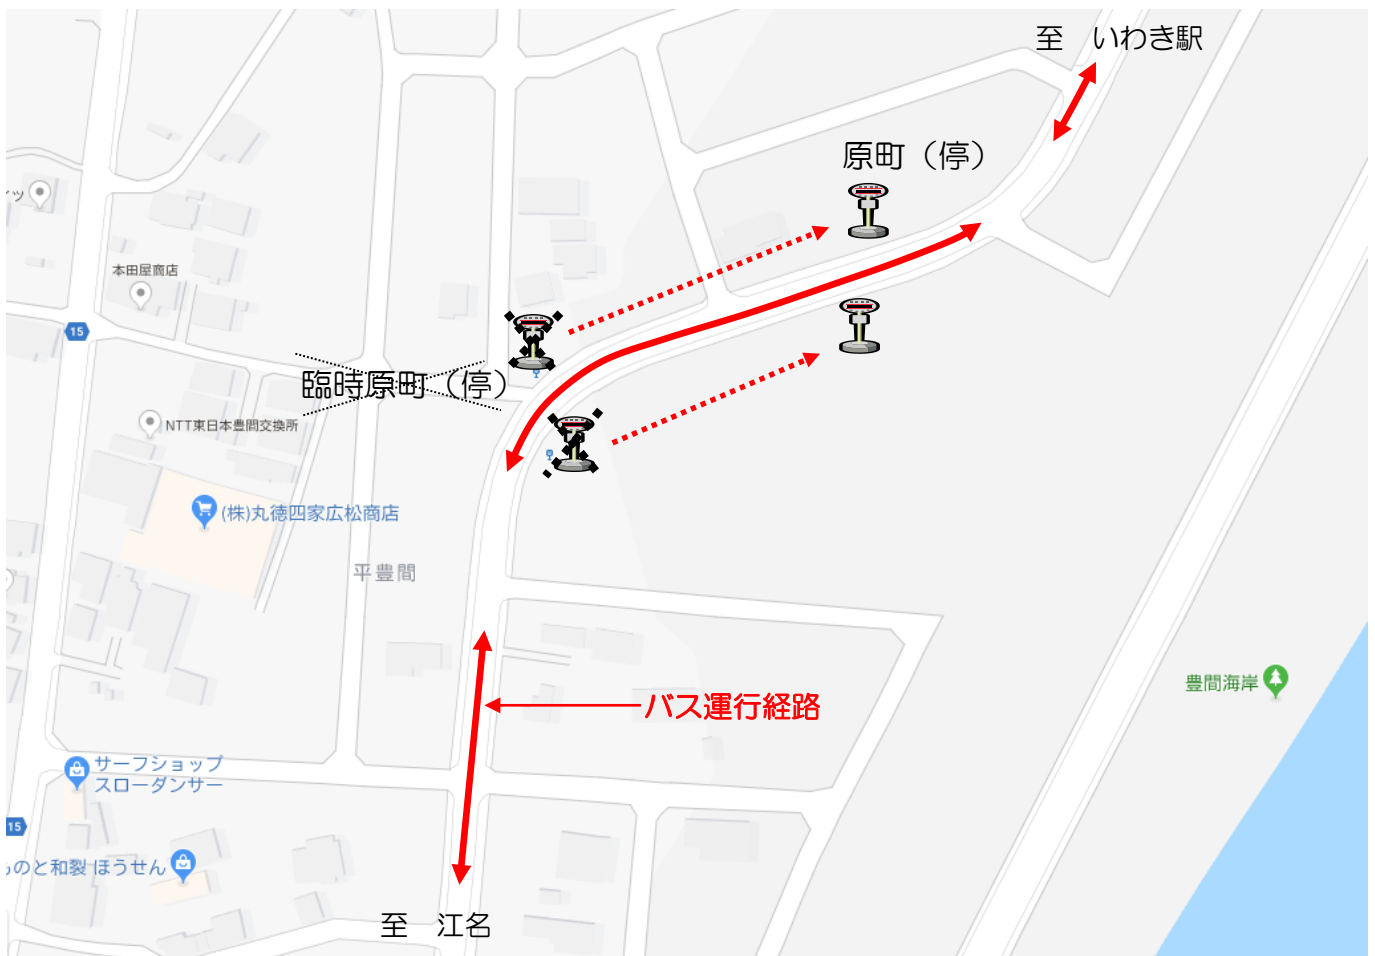 至　いわき駅
原町（停）
本田屋商店
15
臨時原町（停）
NTT東日本豊間交換所
(株)丸徳四家広松商店
平豊間
豊間海岸
バス運行経路
サーフショップ
スローダンサー
15
のと和裂 ほうせん
至　江名